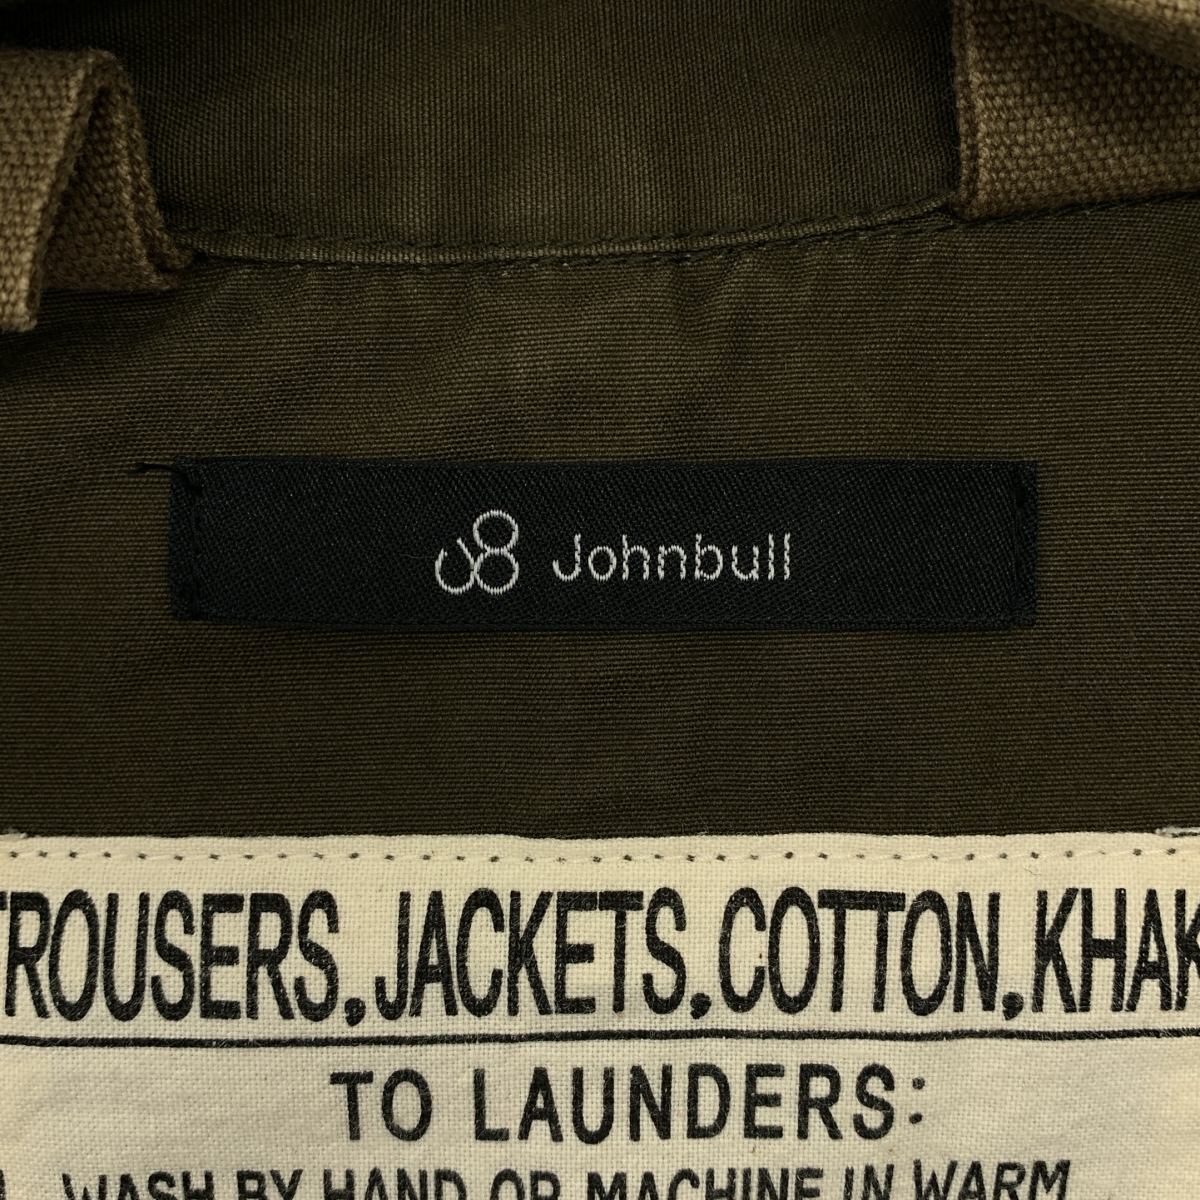 Johnbull
TROUSERS, JACKETS, COTTON, KHAK
TO LAUNDERS:
WASH BY HAND OR MACHINE IN WARM